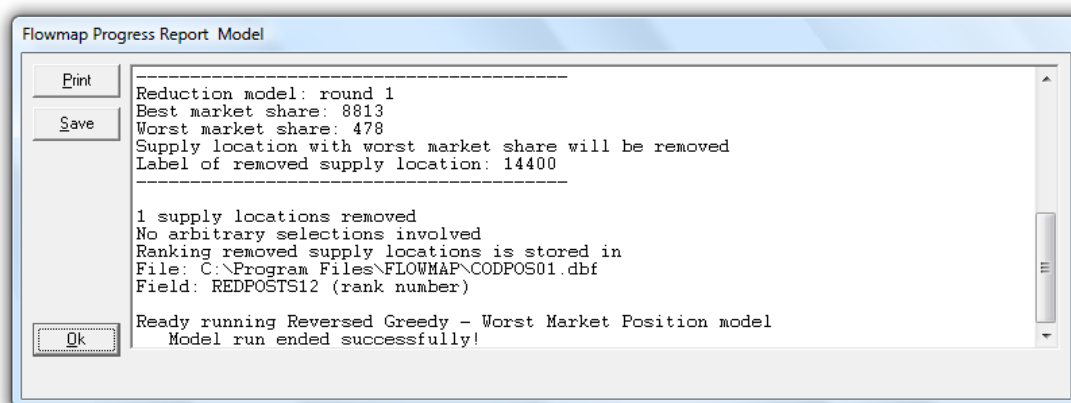 Flowmap Progress Report  Model
Print
Save
Ok
----------------------------------------
Reduction model: round 1
Best market share: 8813
Worst market share: 478
Supply location with worst market share will be removed
Label of removed supply location: 14400
----------------------------------------
1 supply locations removed
No arbitrary selections involved
Ranking removed supply locations is stored in
File: C:\Program Files\FLOWMAP\CODPOS01.dbf
Field: REDPOSTS12 (rank number)
Ready running Reversed Greedy - Worst Market Position model
Model run ended successfully!